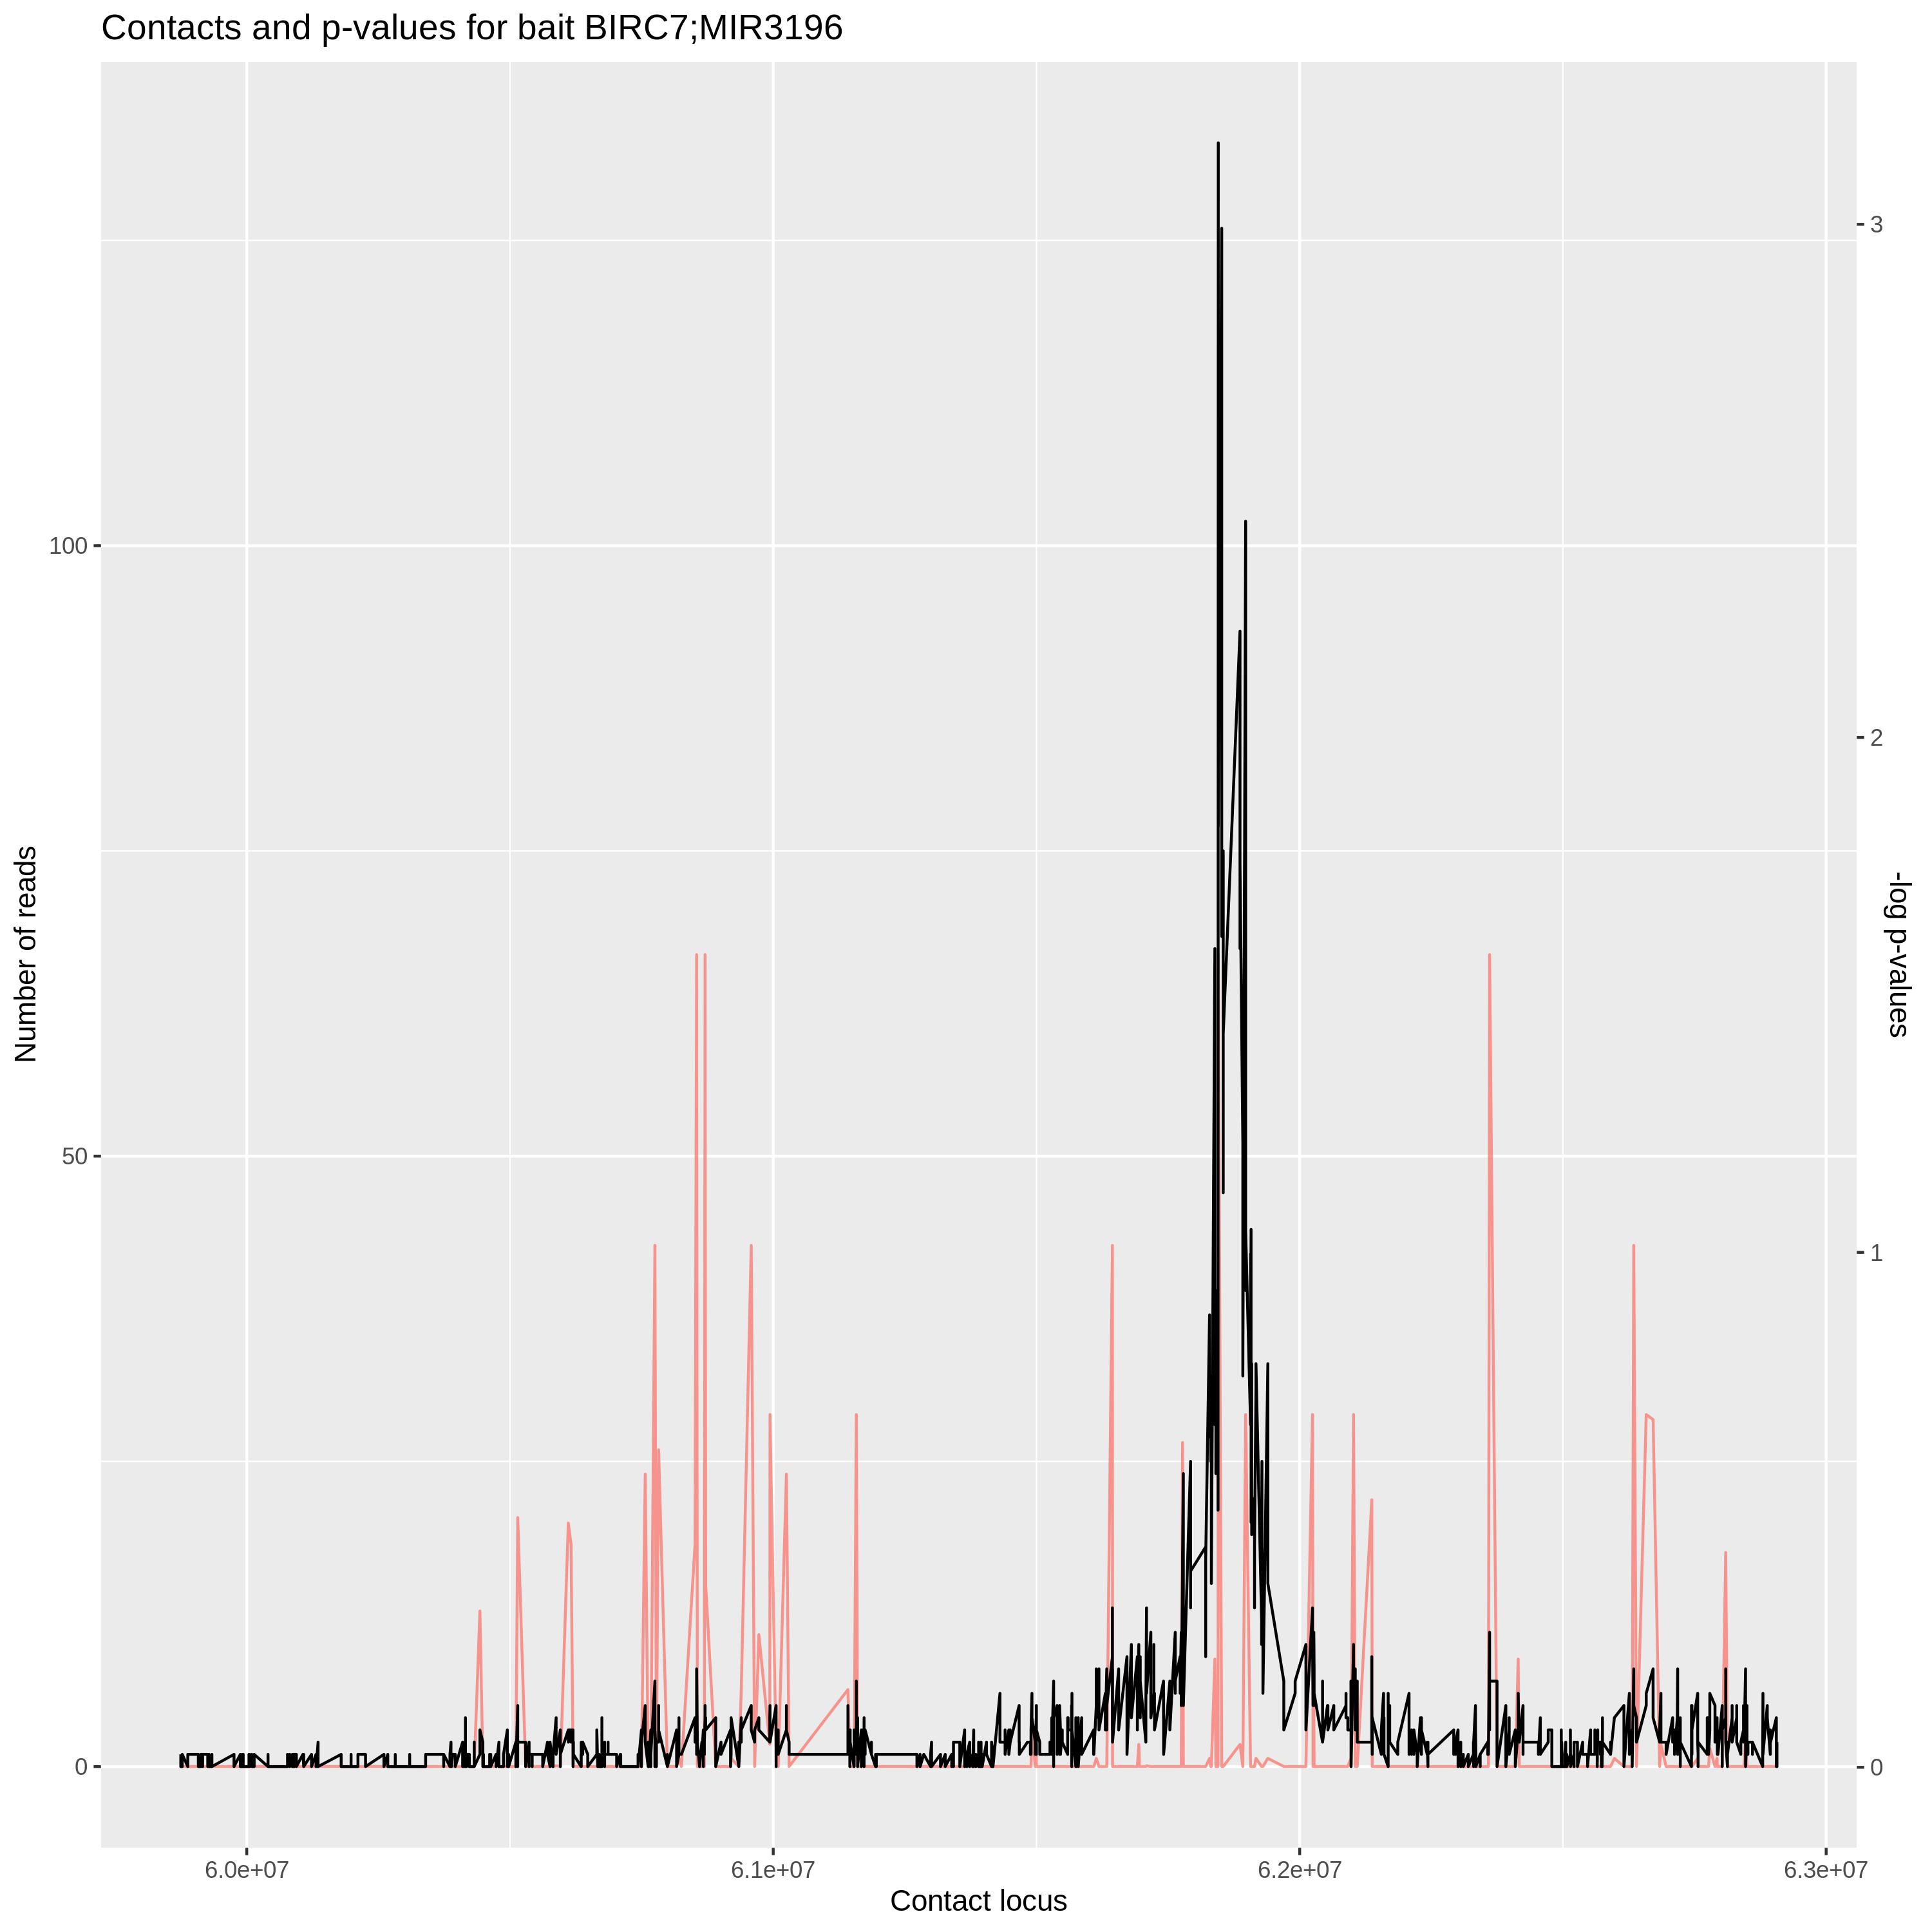 Contacts and p-values for bait BIRC7;MIR3196
Number of reads
100
50
0
3
2
1
0
-log p-values
6.0e+07
6.1e+07
6.2e+07
6.3e+07
Contact locus